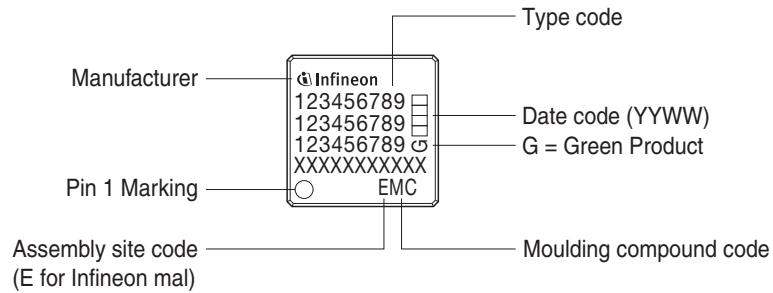 Type code
Manufacturer
Infineon
123456789
123456789
Date code (YYWW)
123456789 G
G = Green Product
XXXXXXXXXXX
Pin 1 Marking
EMC
Assembly site code
(E for Infineon mal)
Moulding compound code